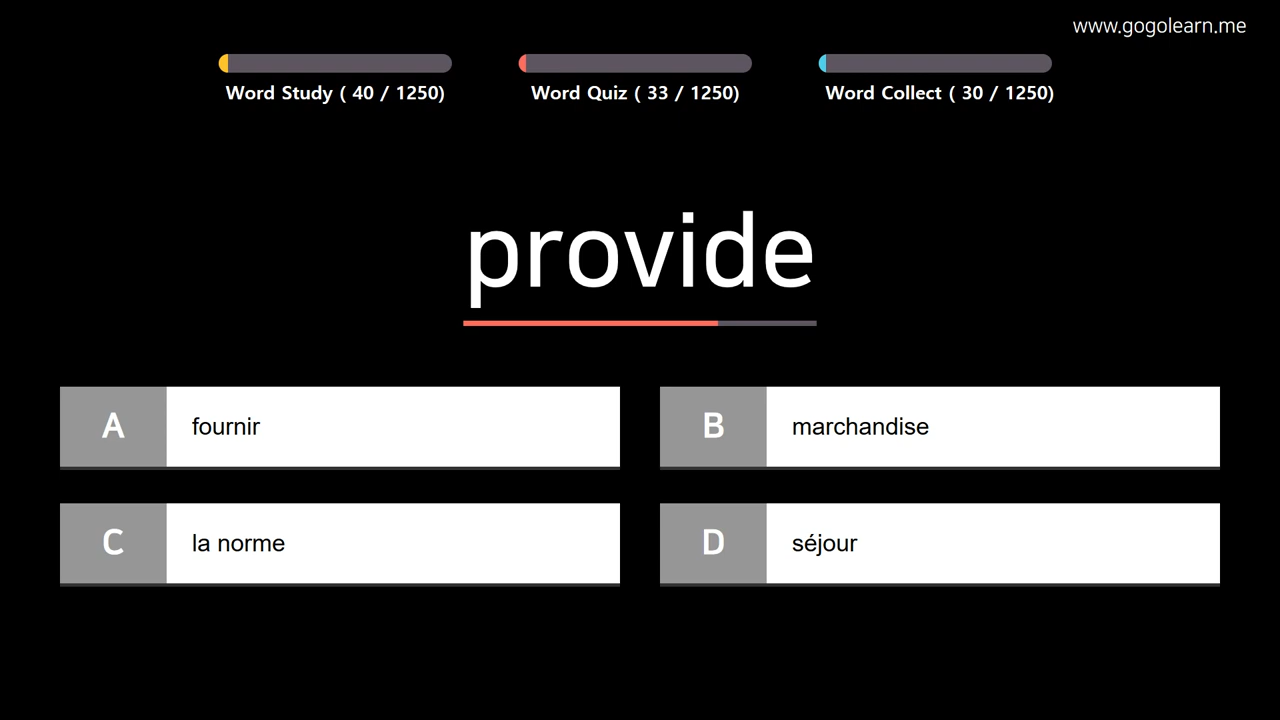 www.gogolearn.me
Word Study ( 40 / 1250)
Word Quiz ( 33 / 1250)
Word Collect ( 30 / 1250)
provide
A fournir
B marchandise
C la norme
D séjour